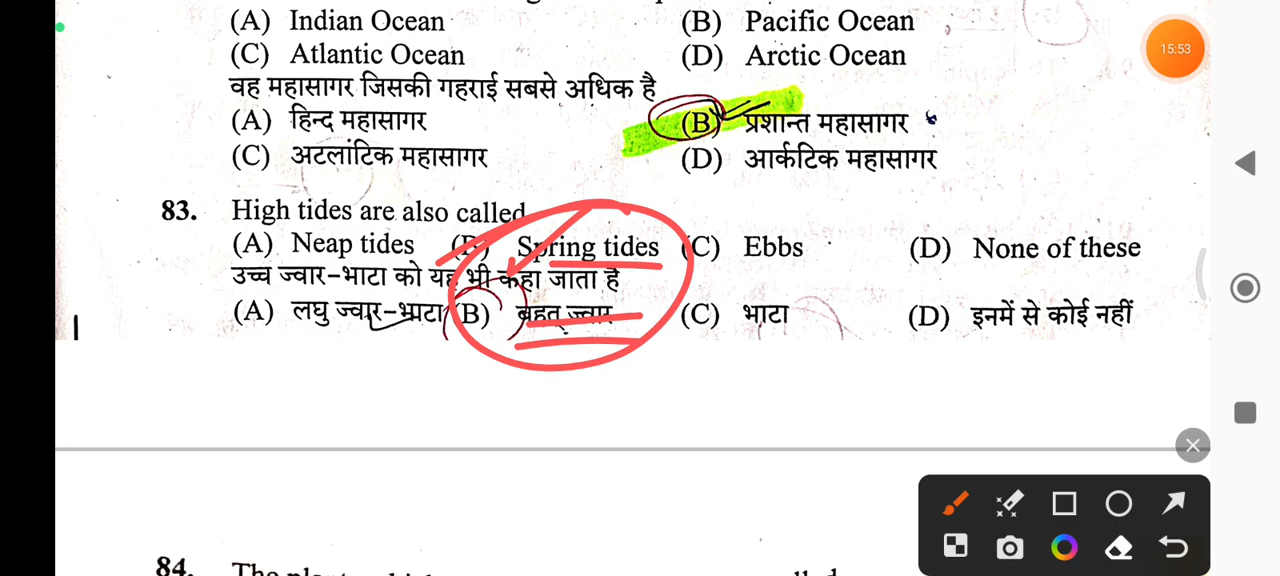 (A) Indian Ocean (B) Pacific Ocean
(C) Atlantic Ocean (D) Arctic Ocean
वह महासागर जिसकी गहराई सबसे अधिक है
(A) हिन्द महासागर (B) प्रशान्त महासागर
(C) अटलांटिक महासागर (D) आर्कटिक महासागर
83. High tides are also called
(A) Neap tides (B) Spring tides (C) Ebbs (D) None of these
उच्च ज्वार-भाटा को यह भी कहा जाता है
(A) लघु ज्वार-भाटा (B) बृहत् ज्वार (C) भाटा (D) इनमें से कोई नहीं
84. The
15:53